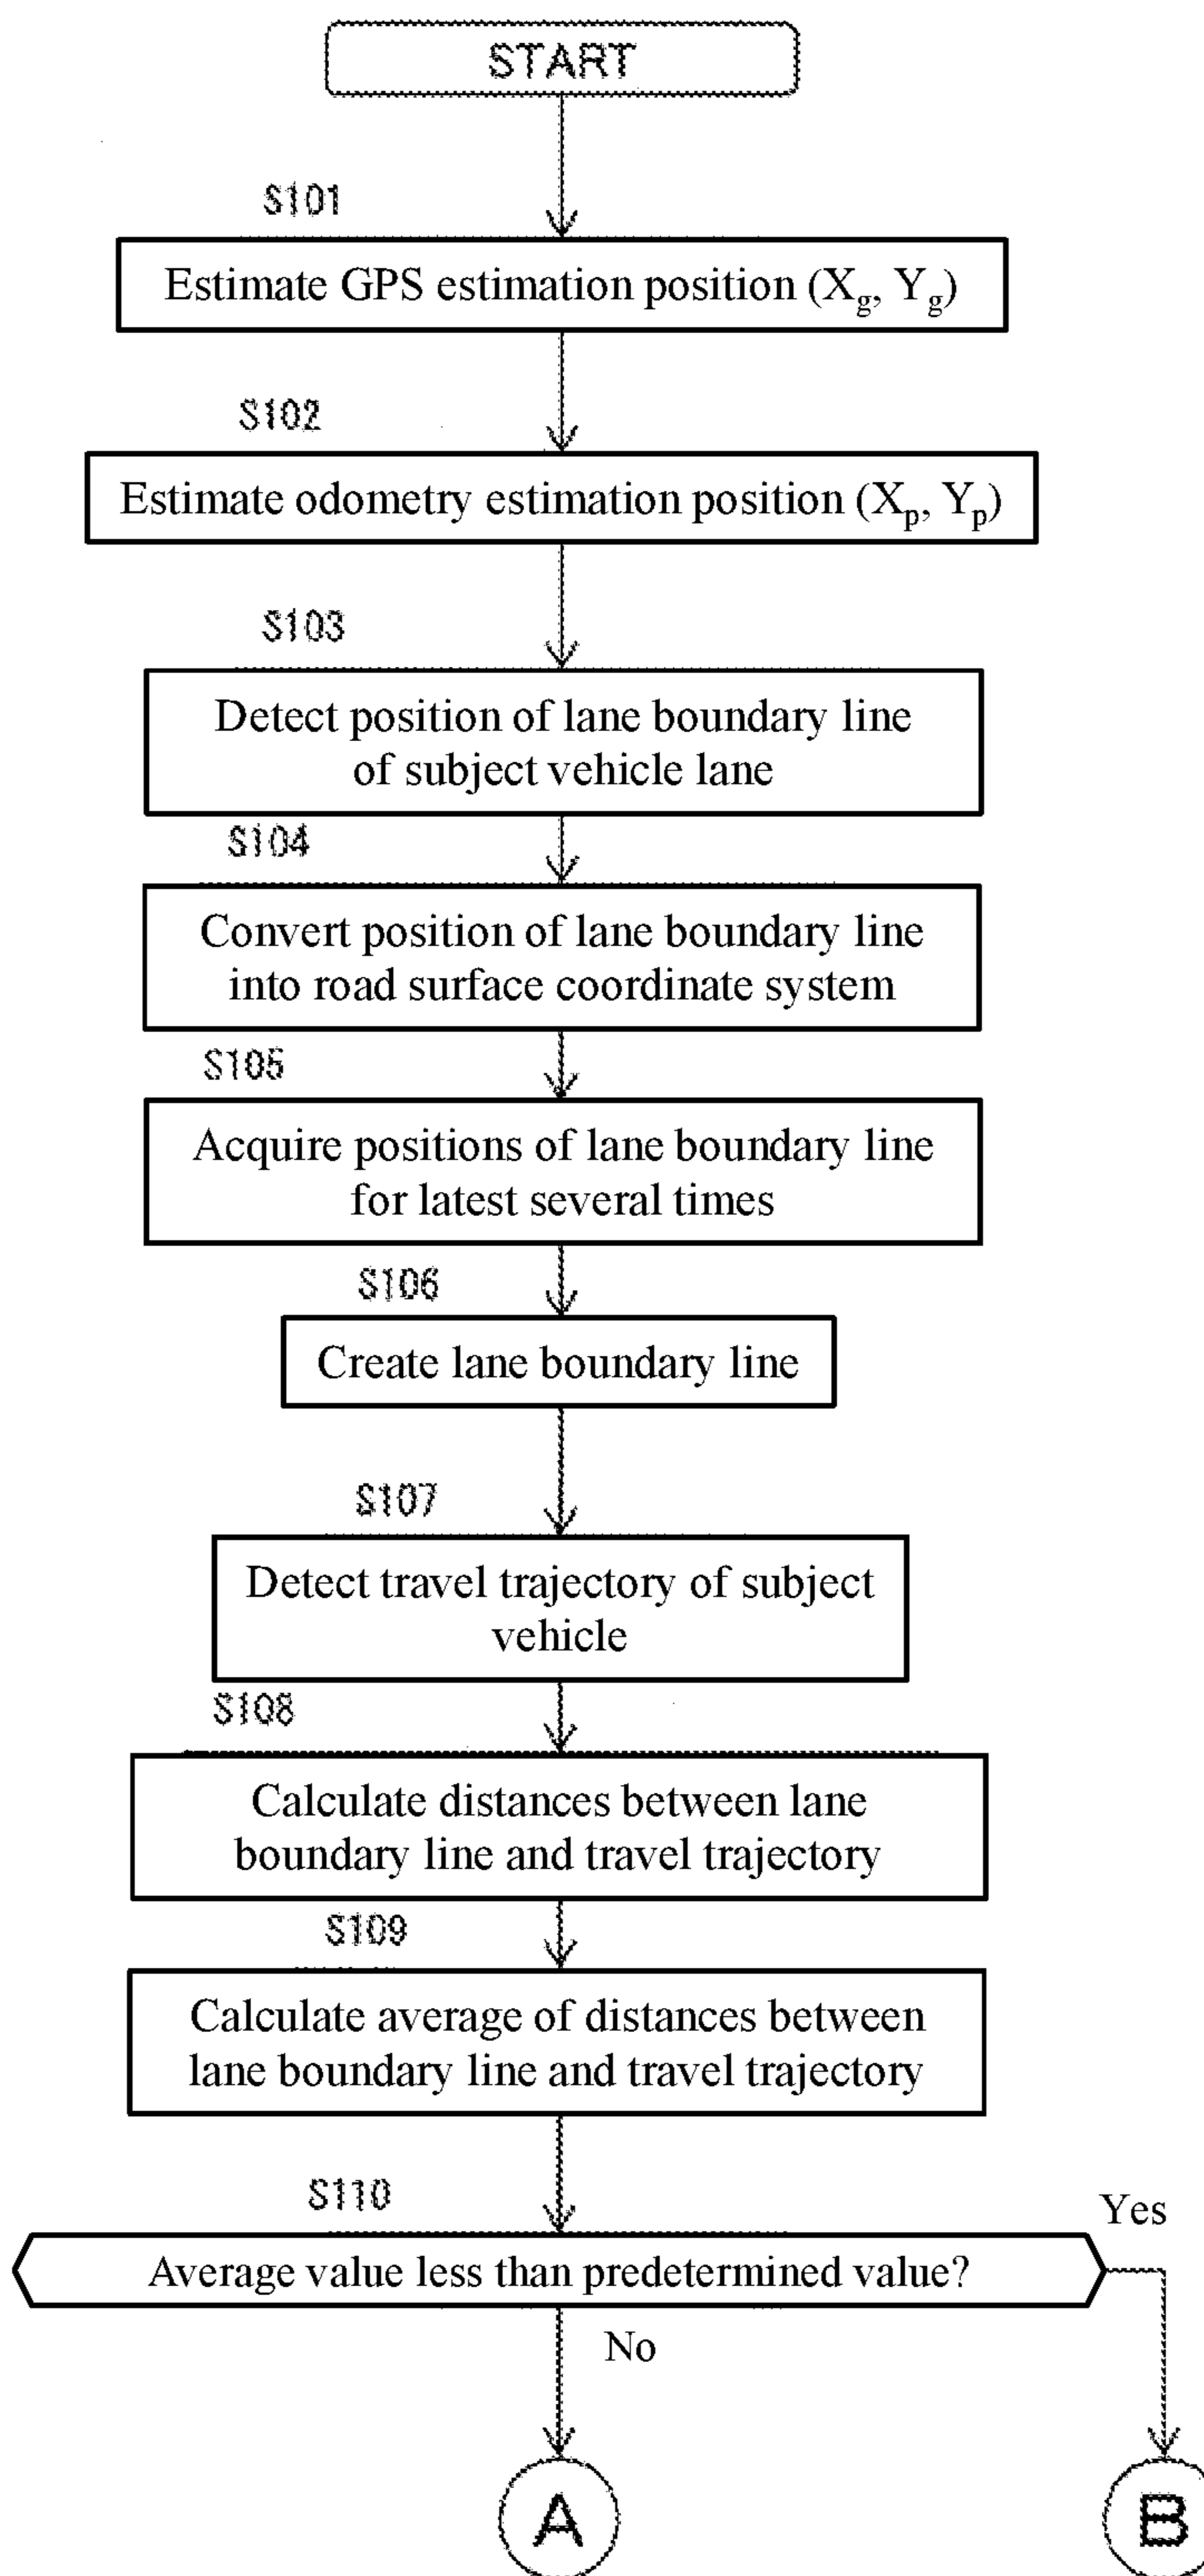 START
S101
Estimate GPS estimation position (Xg, Yg)
S102
Estimate odometry estimation position (Xp, Yp)
S103
Detect position of lane boundary line
of subject vehicle lane
S104
Convert position of lane boundary line
into road surface coordinate system
S105
Acquire positions of lane boundary line
for latest several times
S106
Create lane boundary line
S107
Detect travel trajectory of subject
vehicle
S108
Calculate distances between lane
boundary line and travel trajectory
S109
Calculate average of distances between
lane boundary line and travel trajectory
S110
Yes
Average value less than predetermined value?
No
A
B